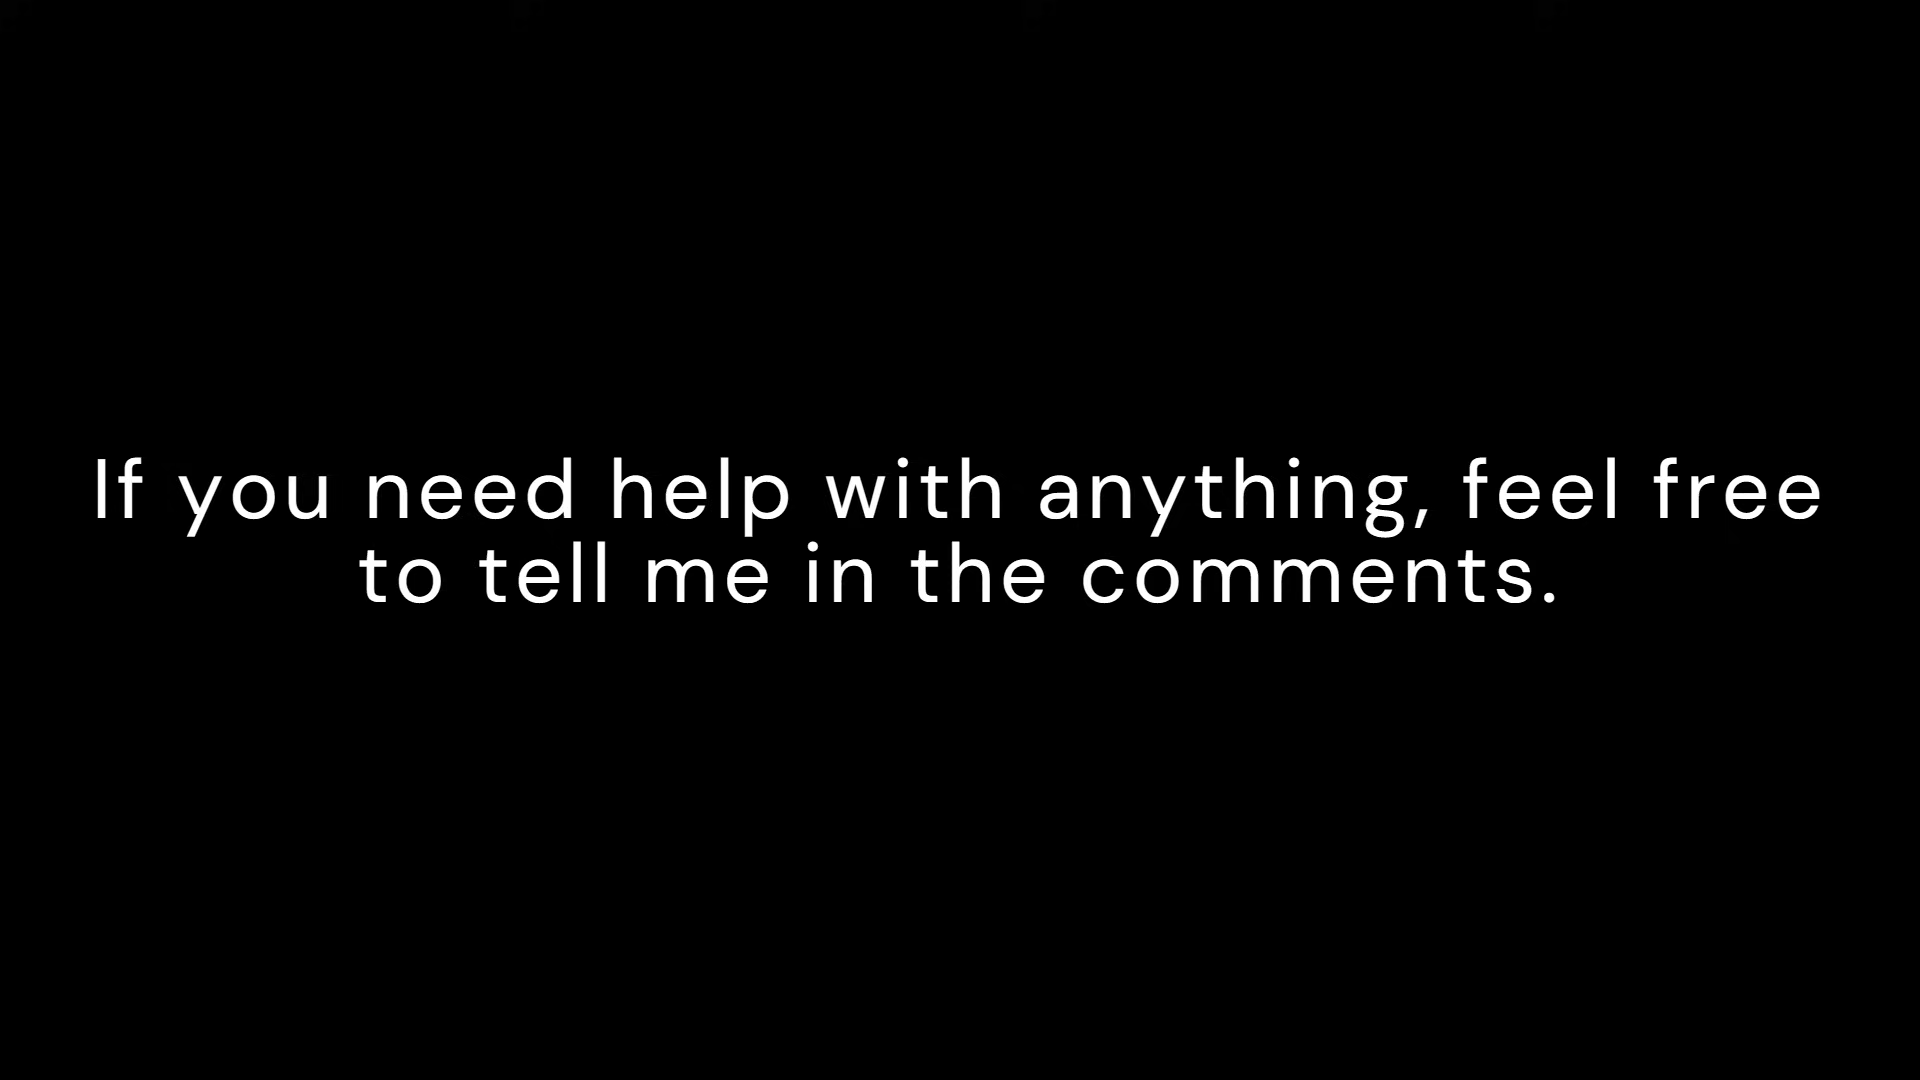 If you need help with anything, feel free
to tell me in the comments.